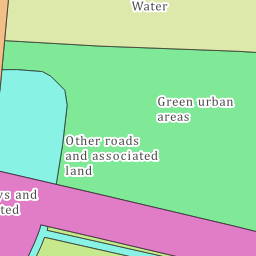 Water
Green urban
areas
Other roads
and associated
land
ys and
ted